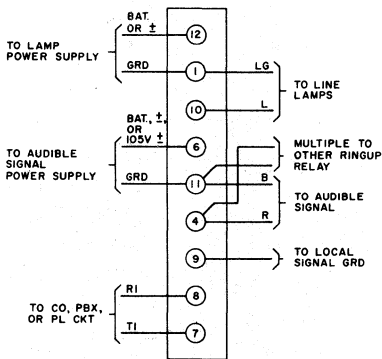 BAT.
OR ±
12
TO LAMP
POWER SUPPLY
GRD
1
LG
TO LINE
LAMPS
10
L
BAT., ±,
OR
105V ±
6
MULTIPLE TO
OTHER RINGUP
RELAY
TO AUDIBLE
SIGNAL
POWER SUPPLY
GRD
11
B
TO AUDIBLE
SIGNAL
4
R
9
TO LOCAL
SIGNAL GRD
R1
8
TO CO, PBX,
OR PL CKT
T1
7